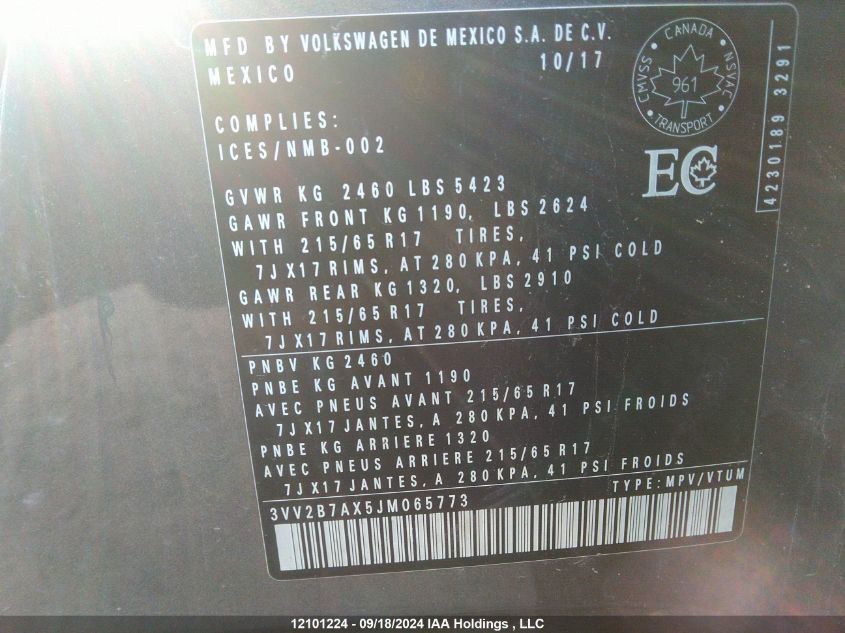 MFD BY VOLKSWAGEN DE MEXICO S.A. DE C.V.
MEXICO 10/17
CANADA
CMVSS NSVAC
961
TRANSPORT
EC
4230189 3291
COMPLIES:
ICES/NMB-002
GVWR KG 2460 LBS 5423
GAWR FRONT KG 1190, LBS 2624
WITH 215/65 R17 TIRES,
7J X17 RIMS, AT 280 KPA, 41 PSI COLD
GAWR REAR KG 1320, LBS 2910
WITH 215/65 R17 TIRES,
7J X17 RIMS, AT 280 KPA, 41 PSI COLD
PNBV KG 2460
PNBE KG AVANT 1190
AVEC PNEUS AVANT 215/65 R17
7J X17 JANTES, A 280 KPA, 41 PSI FROIDS
PNBE KG ARRIERE 1320
AVEC PNEUS ARRIERE 215/65 R17
7J X17 JANTES, A 280 KPA, 41 PSI FROIDS
3VV2B7AX5JM065773 TYPE: MPV/VTUM
12101224 - 09/18/2024 IAA Holdings , LLC